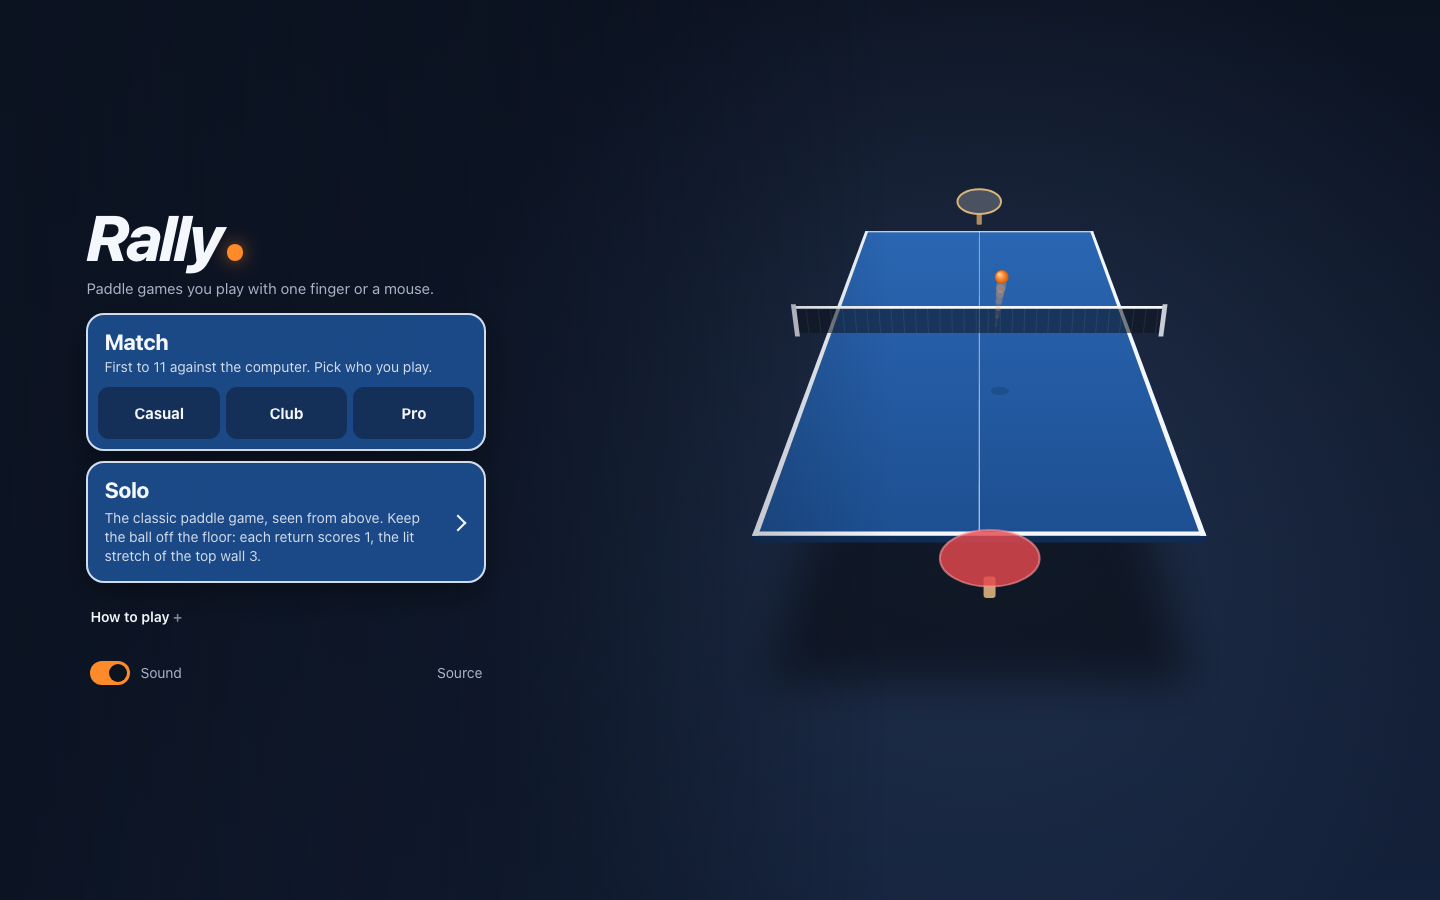 Rally
Paddle games you play with one finger or a mouse.
Match
First to 11 against the computer. Pick who you play.
Casual
Club
Pro
Solo
The classic paddle game, seen from above. Keep
the ball off the floor: each return scores 1, the lit
stretch of the top wall 3.
How to play +
Sound
Source